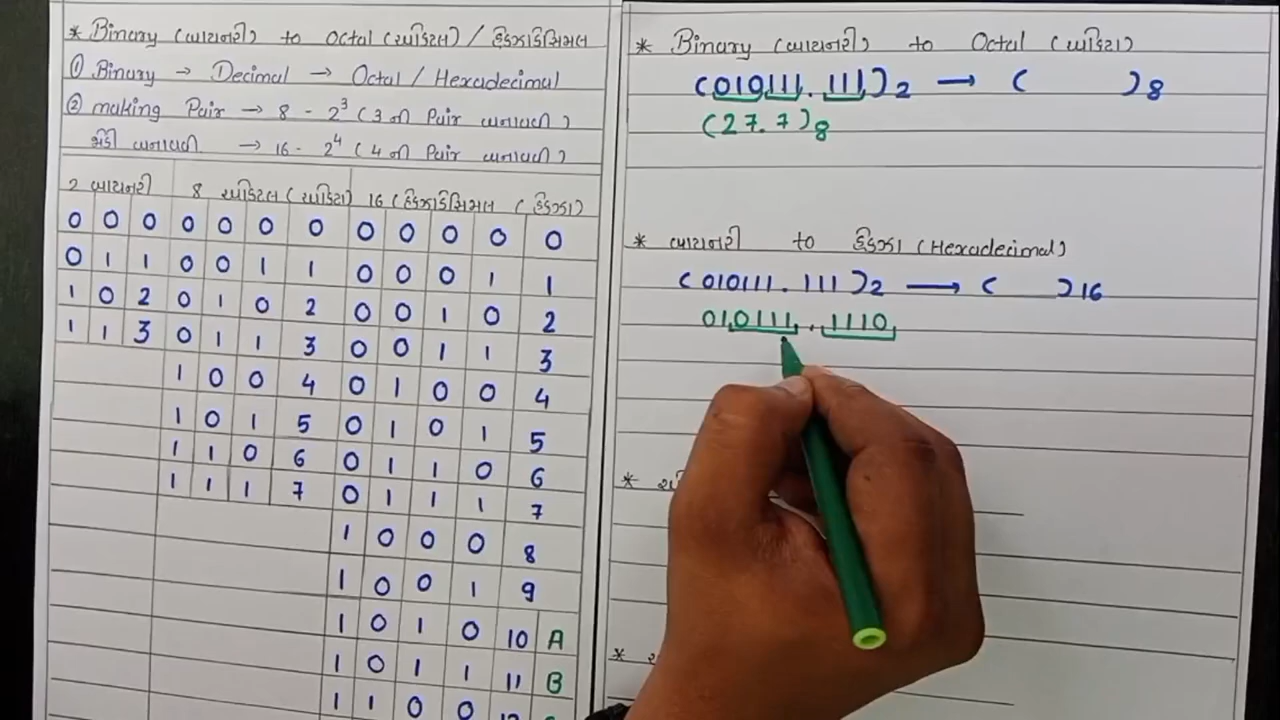 * Binary (બાયનરી) to Octal (ઓક્ટલ) / હેક્ઝાડેસિમલ
① Binary → Decimal → Octal / Hexadecimal
② making Pair → 8 - 2³ (3 ની Pair બનાવવી)
બનાવવી → 16 - 2⁴ (4 ની Pair બનાવવી)
2 બાયનરી 8 ઓક્ટલ 16 (હેક્ઝાડેસિમલ (હેક્ઝા)
0 0 0 0 0 0 0 0 0 0 0 0
0 1 1 0 0 1 1 0 0 0 1 1
1 0 2 0 1 0 2 0 0 1 0 2
1 1 3 0 1 1 3 0 0 1 1 3
1 0 0 4 0 1 0 0 4
1 0 1 5 0 1 0 1 5
1 1 0 6 0 1 1 0 6
1 1 1 7 0 1 1 1 7
1 0 0 0 8
1 0 0 1 9
1 0 1 0 10 A
1 0 1 1 11 B
1 1 0 0
* Binary (બાયનરી) to Octal
(010111.111)2 → ( )8
(27.7)8
* બાયનરી to હેક્ઝા (Hexadecimal)
(010111.111)2 → ( )16
010111.1110
*
*